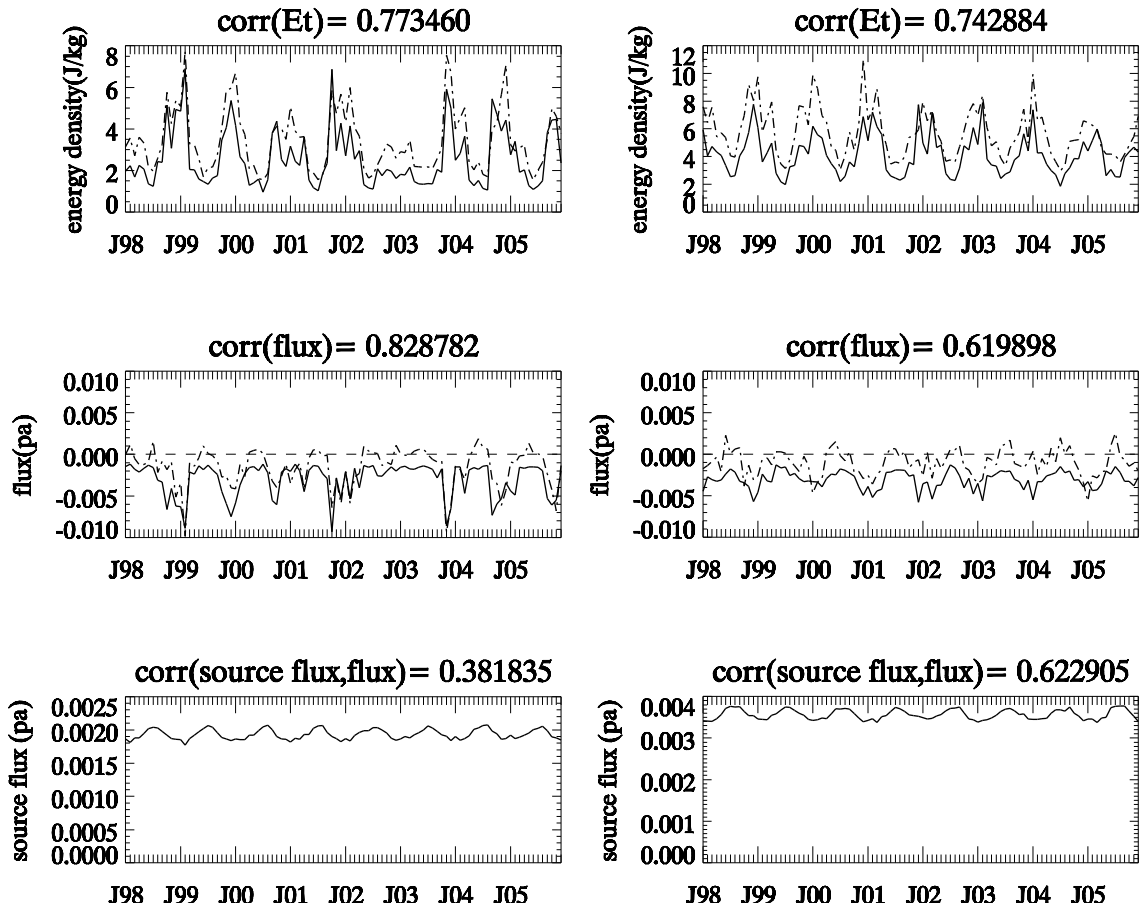 corr(Et)= 0.773460
energy density(J/kg)
8
6
4
2
0
J98 J99 J00 J01 J02 J03 J04 J05
corr(Et)= 0.742884
energy density(J/kg)
12
10
8
6
4
2
0
J98 J99 J00 J01 J02 J03 J04 J05
corr(flux)= 0.828782
flux(pa)
0.010
0.005
0.000
-0.005
-0.010
J98 J99 J00 J01 J02 J03 J04 J05
corr(flux)= 0.619898
flux(pa)
0.010
0.005
0.000
-0.005
-0.010
J98 J99 J00 J01 J02 J03 J04 J05
corr(source flux,flux)= 0.381835
source flux (pa)
0.0025
0.0020
0.0015
0.0010
0.0005
0.0000
J98 J99 J00 J01 J02 J03 J04 J05
corr(source flux,flux)= 0.622905
source flux (pa)
0.004
0.003
0.002
0.001
0.000
J98 J99 J00 J01 J02 J03 J04 J05